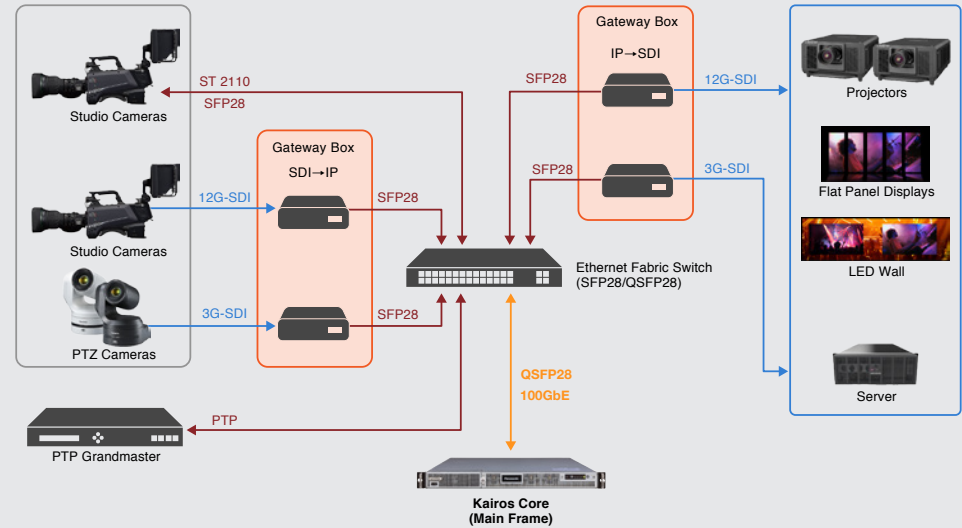 Gateway Box
IP→SDI
ST 2110
SFP28
Studio Cameras
SFP28
12G-SDI
Projectors
Gateway Box
SDI→IP
SFP28
3G-SDI
Flat Panel Displays
12G-SDI
SFP28
Studio Cameras
Ethernet Fabric Switch
(SFP28/QSFP28)
LED Wall
3G-SDI
SFP28
PTZ Cameras
QSFP28
100GbE
Server
PTP
PTP Grandmaster
Kairos Core
(Main Frame)